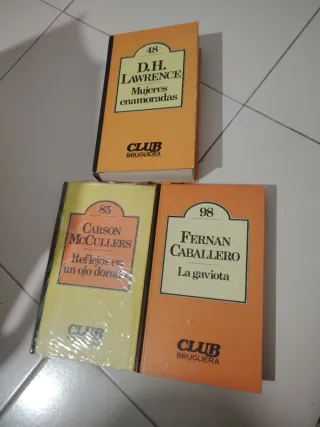 48
D.H.
LAWRENCE
Mujeres
enamoradas
CLUB
BRUGUERA
85
CARSON
McCULLERS
Reflejos en
un ojo dorado
CLUB
98
FERNAN
CABALLERO
La gaviota
CLUB
BRUGUERA